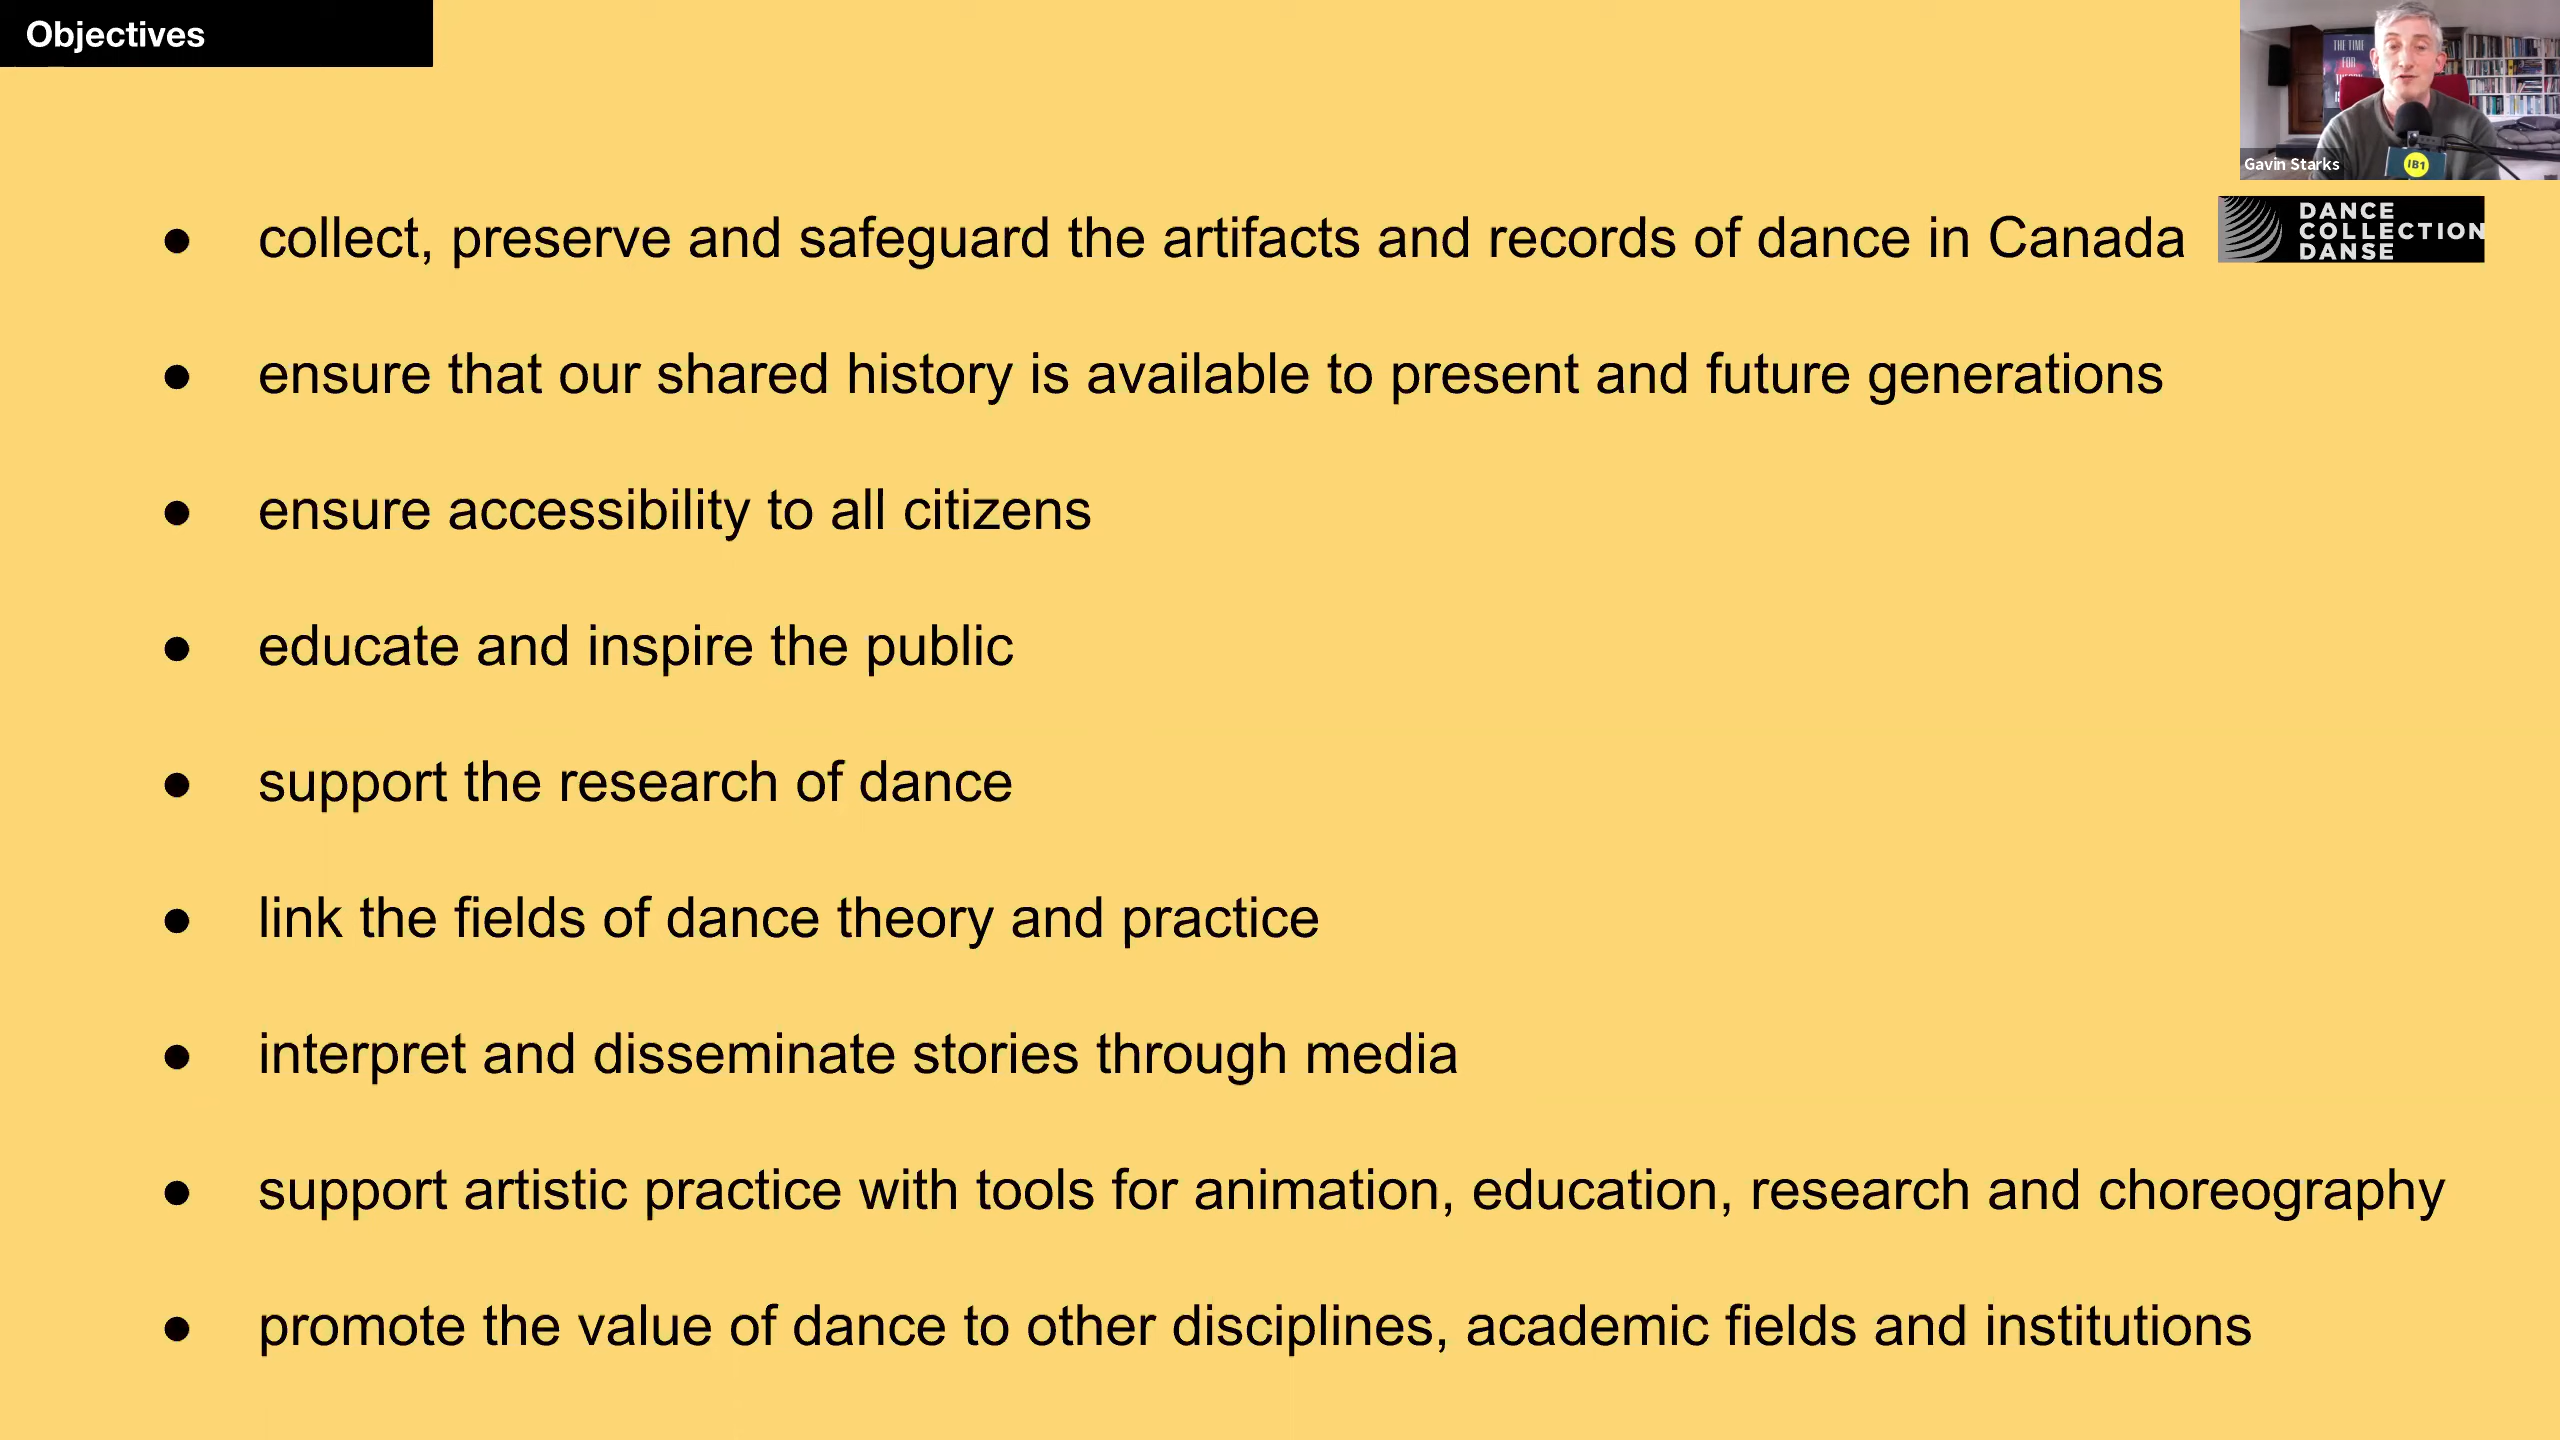 Objectives
THE TIME
FOR
Gavin Starks
IB1
DANCE
COLLECTION
DANSE
● collect, preserve and safeguard the artifacts and records of dance in Canada
● ensure that our shared history is available to present and future generations
● ensure accessibility to all citizens
● educate and inspire the public
● support the research of dance
● link the fields of dance theory and practice
● interpret and disseminate stories through media
● support artistic practice with tools for animation, education, research and choreography
● promote the value of dance to other disciplines, academic fields and institutions